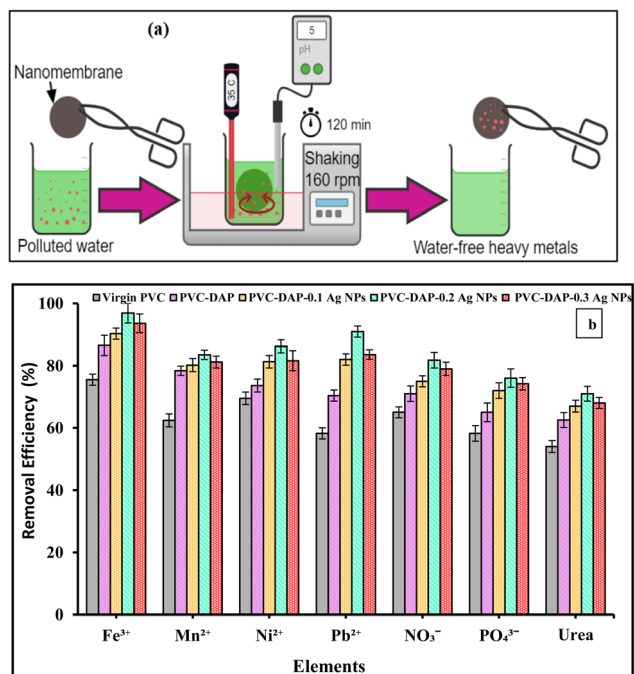 (a)
Nanomembrane
35 C
5
pH
120 min
Shaking
160 rpm
Polluted water
Water-free heavy metals
Virgin PVC PVC-DAP PVC-DAP-0.1 Ag NPs PVC-DAP-0.2 Ag NPs PVC-DAP-0.3 Ag NPs
b
Removal Efficiency (%)
100
80
60
40
20
0
Fe³⁺ Mn²⁺ Ni²⁺ Pb²⁺ NO₃⁻ PO₄³⁻ Urea
Elements